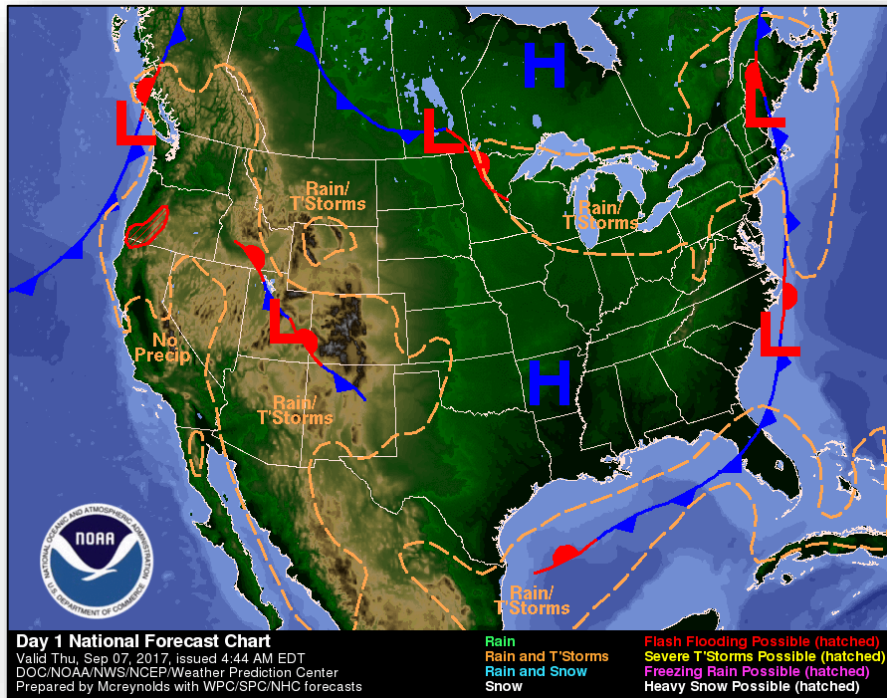 H
L
L
L
Rain/
T'Storms
Rain/
T'Storms
L
No
Precip
L
H
Rain/
T'Storms
NATIONAL OCEANIC AND ATMOSPHERIC ADMINISTRATION
NOAA
U.S. DEPARTMENT OF COMMERCE
Rain/
T'Storms
Day 1 National Forecast Chart
Valid Thu, Sep 07, 2017, issued 4:44 AM EDT
DOC/NOAA/NWS/NCEP/Weather Prediction Center
Prepared by Mcreynolds with WPC/SPC/NHC forecasts
Rain
Rain and T'Storms
Rain and Snow
Snow
Flash Flooding Possible (hatched)
Severe T'Storms Possible (hatched)
Freezing Rain Possible (hatched)
Heavy Snow Possible (hatched)